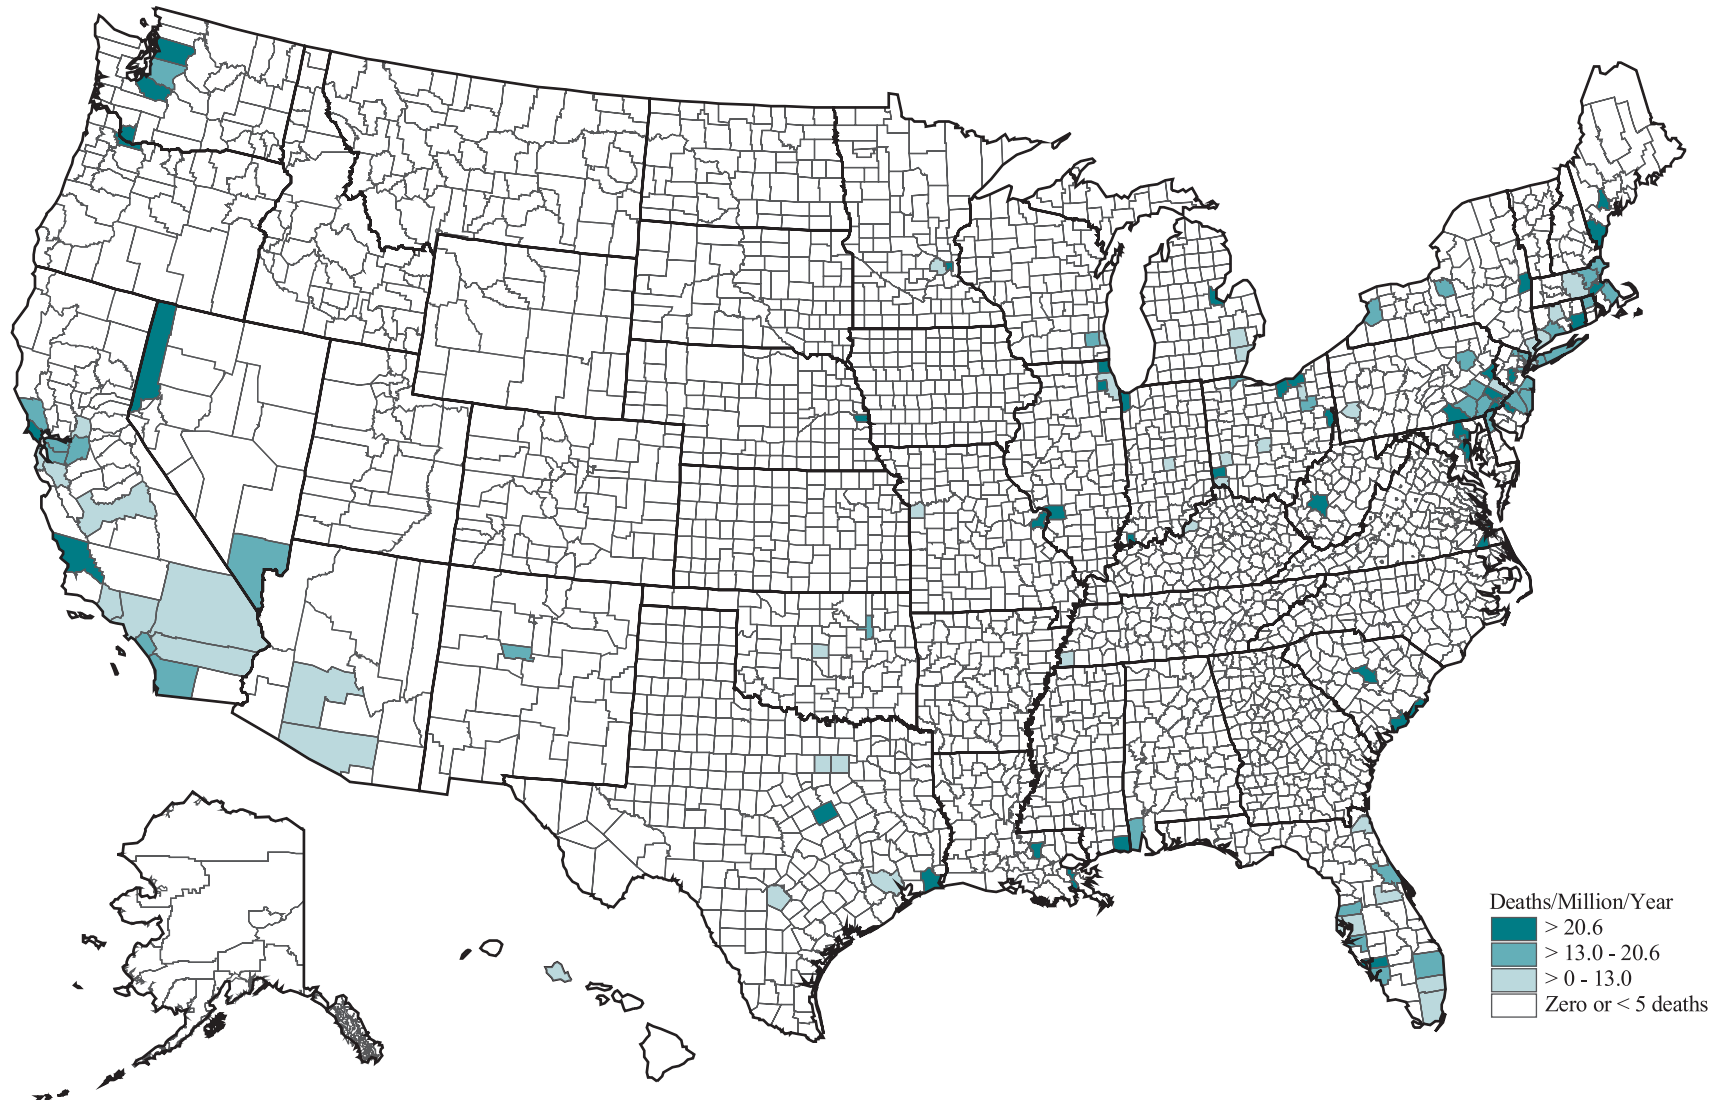 Deaths/Million/Year
> 20.6
> 13.0 - 20.6
> 0 - 13.0
Zero or < 5 deaths